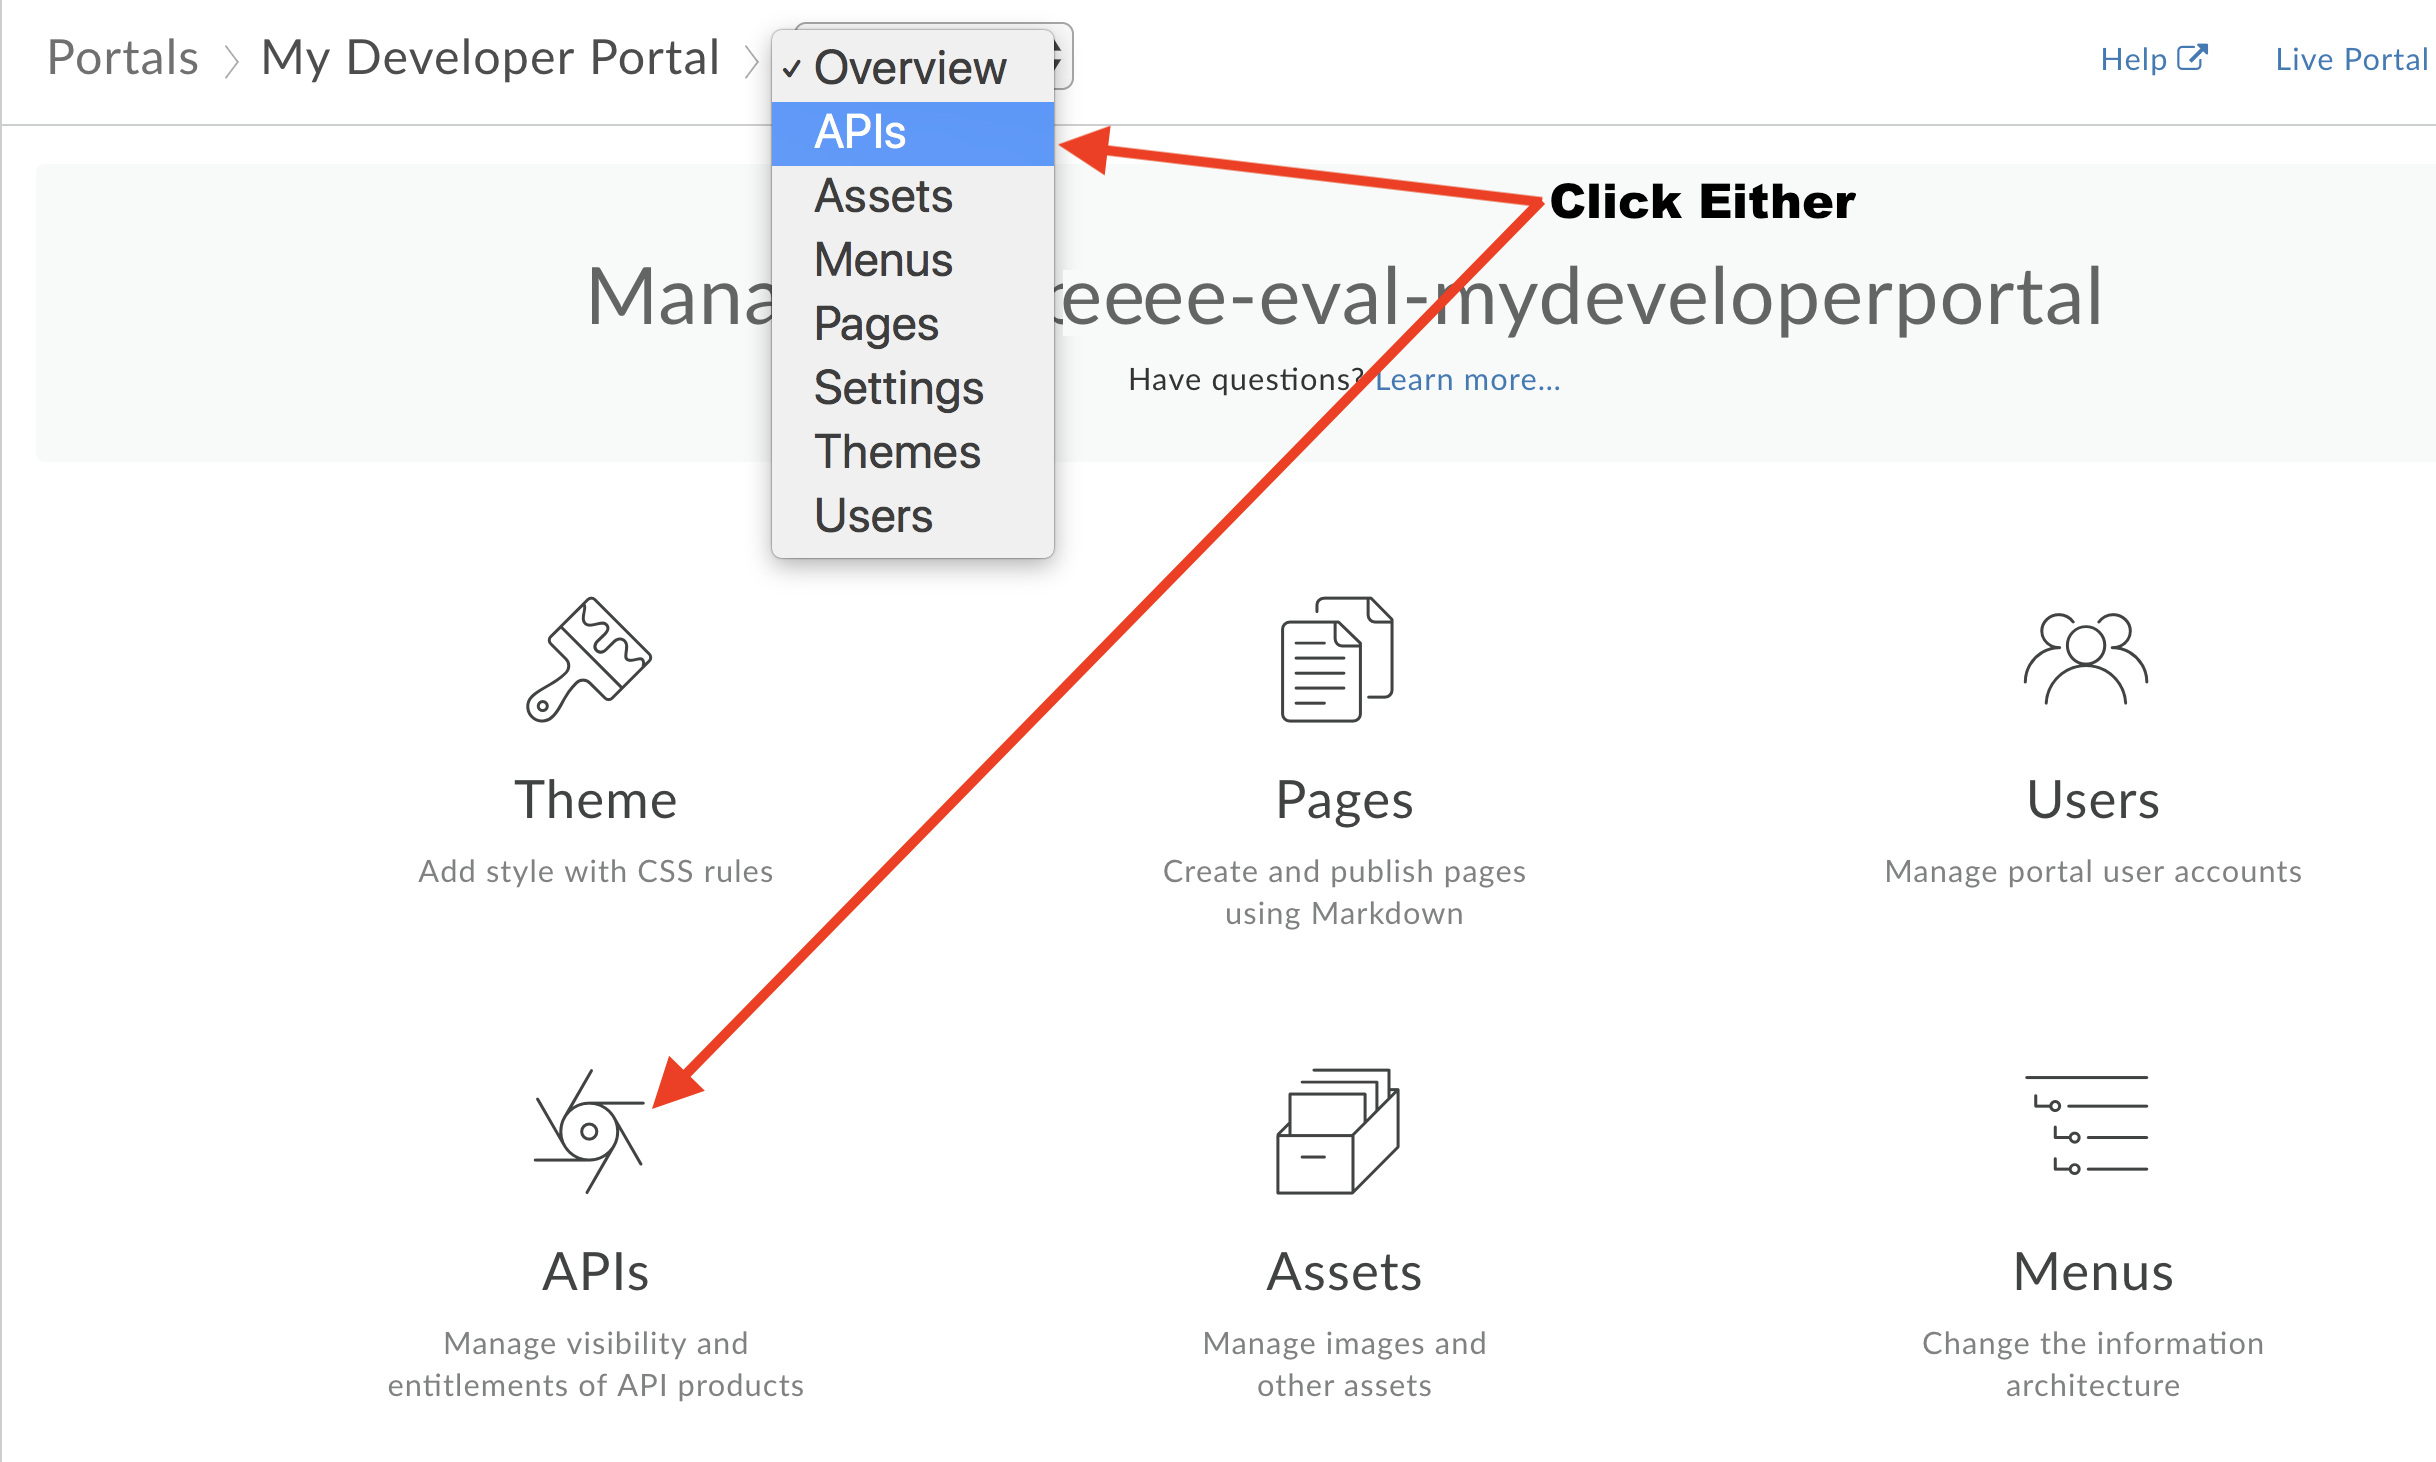 Portals
My Developer Portal
✓ Overview
Help
Live Portal
APIs
Assets
Menus
Pages
Settings
Themes
Users
Click Either
eeee-eval-mydeveloperportal
Have questions? Learn more...
Theme
Add style with CSS rules
Pages
Create and publish pages
using Markdown
Users
Manage portal user accounts
APIs
Manage visibility and
entitlements of API products
Assets
Manage images and
other assets
Menus
Change the information
architecture